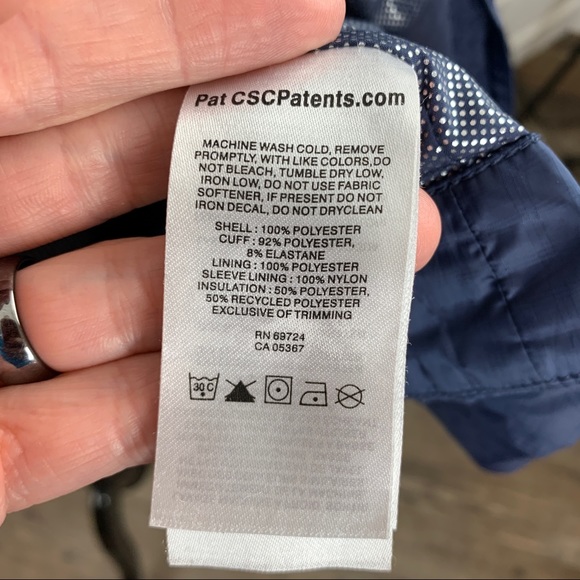 Pat CSCPatents.com
MACHINE WASH COLD, REMOVE
PROMPTLY, WITH LIKE COLORS,DO
NOT BLEACH, TUMBLE DRY LOW,
IRON LOW, DO NOT USE FABRIC
SOFTENER, IF PRESENT DO NOT
IRON DECAL, DO NOT DRYCLEAN
SHELL : 100% POLYESTER
CUFF : 92% POLYESTER,
8% ELASTANE
LINING : 100% POLYESTER
SLEEVE LINING : 100% NYLON
INSULATION : 50% POLYESTER,
50% RECYCLED POLYESTER
EXCLUSIVE OF TRIMMING
RN 69724
CA 05367
30 C